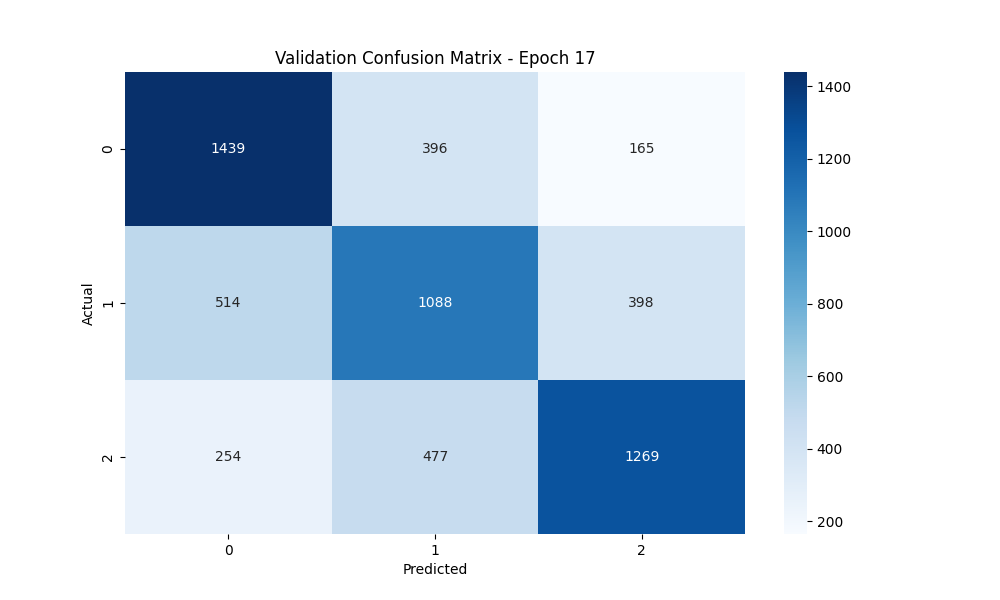 Validation Confusion Matrix - Epoch 17
0 1439 396 165
1 514 1088 398
2 254 477 1269
0 1 2
Predicted
Actual
1400
1200
1000
800
600
400
200